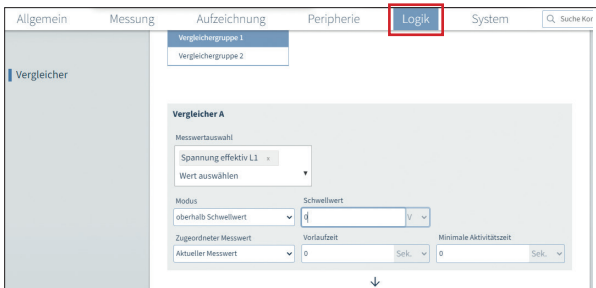 Allgemein Messung Aufzeichnung Peripherie Logik System Suche Kor
Vergleichergruppe 1
Vergleichergruppe 2
Vergleicher
Vergleicher A
Messwertauswahl
Spannung effektiv L1 ×
Wert auswählen
Modus Schwellwert
oberhalb Schwellwert 0 V
Zugeordneter Messwert Vorlaufzeit Minimale Aktivitätszeit
Aktueller Messwert 0 Sek. 0 Sek.